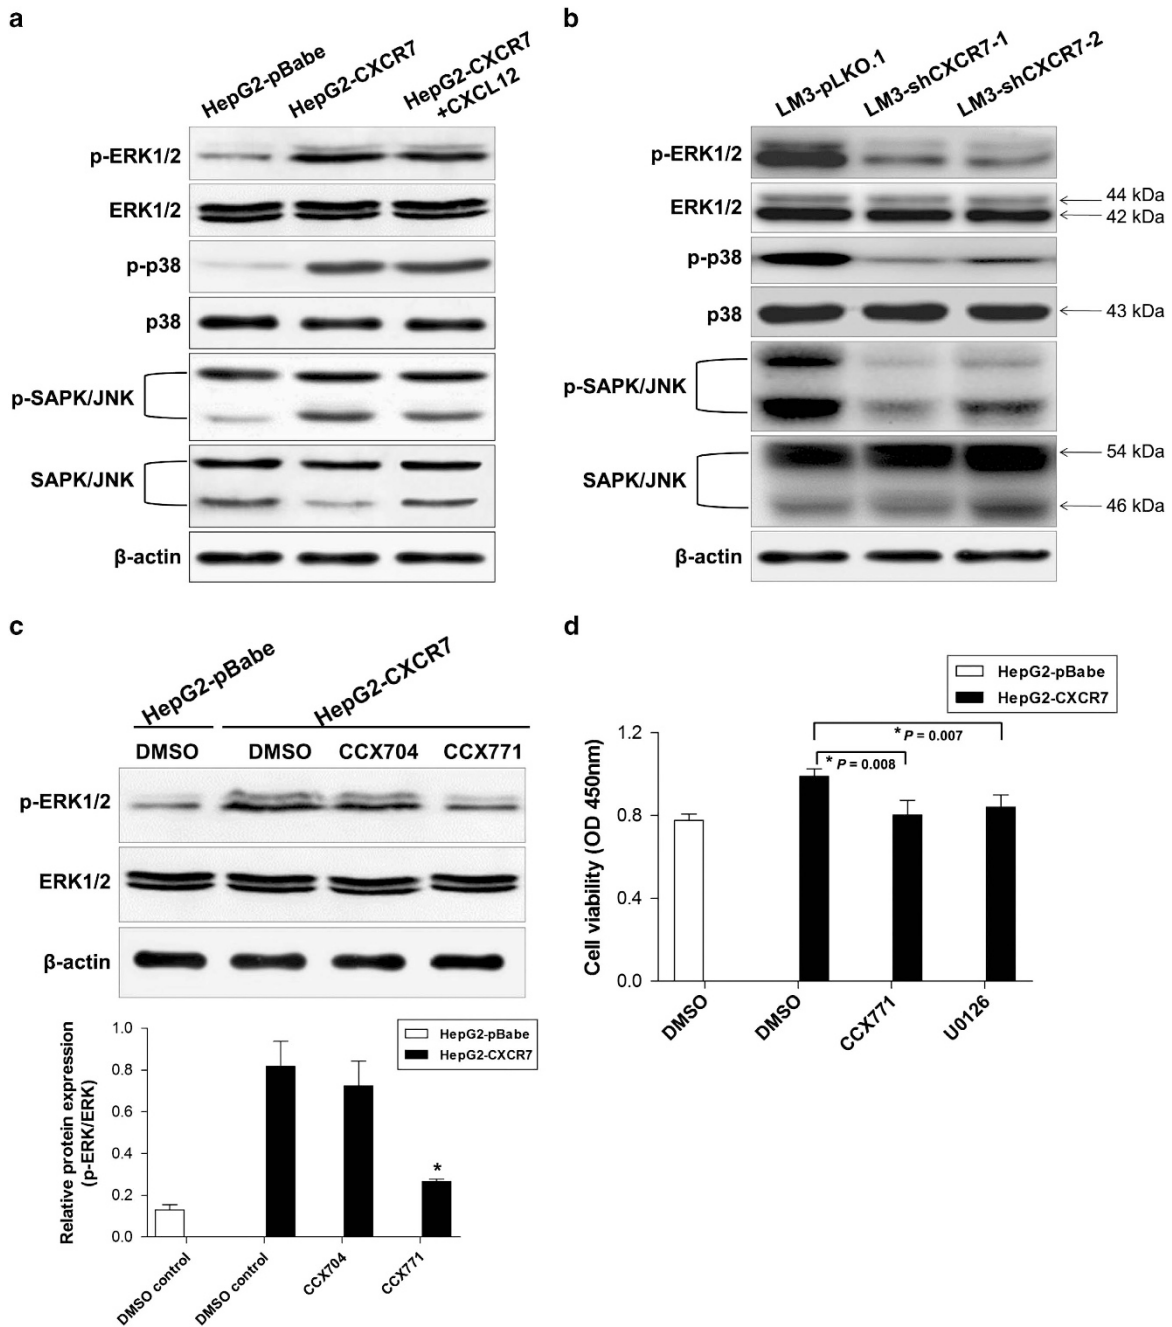 a
HepG2-pBabe
HepG2-CXCR7
HepG2-CXCR7
+CXCL12
p-ERK1/2
ERK1/2
p-p38
p38
p-SAPK/JNK
SAPK/JNK
β-actin
b
LM3-pLKO.1
LM3-shCXCR7-1
LM3-shCXCR7-2
p-ERK1/2
ERK1/2
44 kDa
42 kDa
p-p38
p38
43 kDa
p-SAPK/JNK
SAPK/JNK
54 kDa
46 kDa
β-actin
c
HepG2-pBabe
HepG2-CXCR7
DMSO DMSO CCX704 CCX771
p-ERK1/2
ERK1/2
β-actin
HepG2-pBabe
HepG2-CXCR7
Relative protein expression
(p-ERK/ERK)
1.0
0.8
0.6
0.4
0.2
0.0
*
DMSO control
DMSO control
CCX704
CCX771
d
HepG2-pBabe
HepG2-CXCR7
Cell viability (OD 450nm)
1.2
0.8
0.4
0.0
* P = 0.007
* P = 0.008
DMSO
DMSO
CCX771
U0126